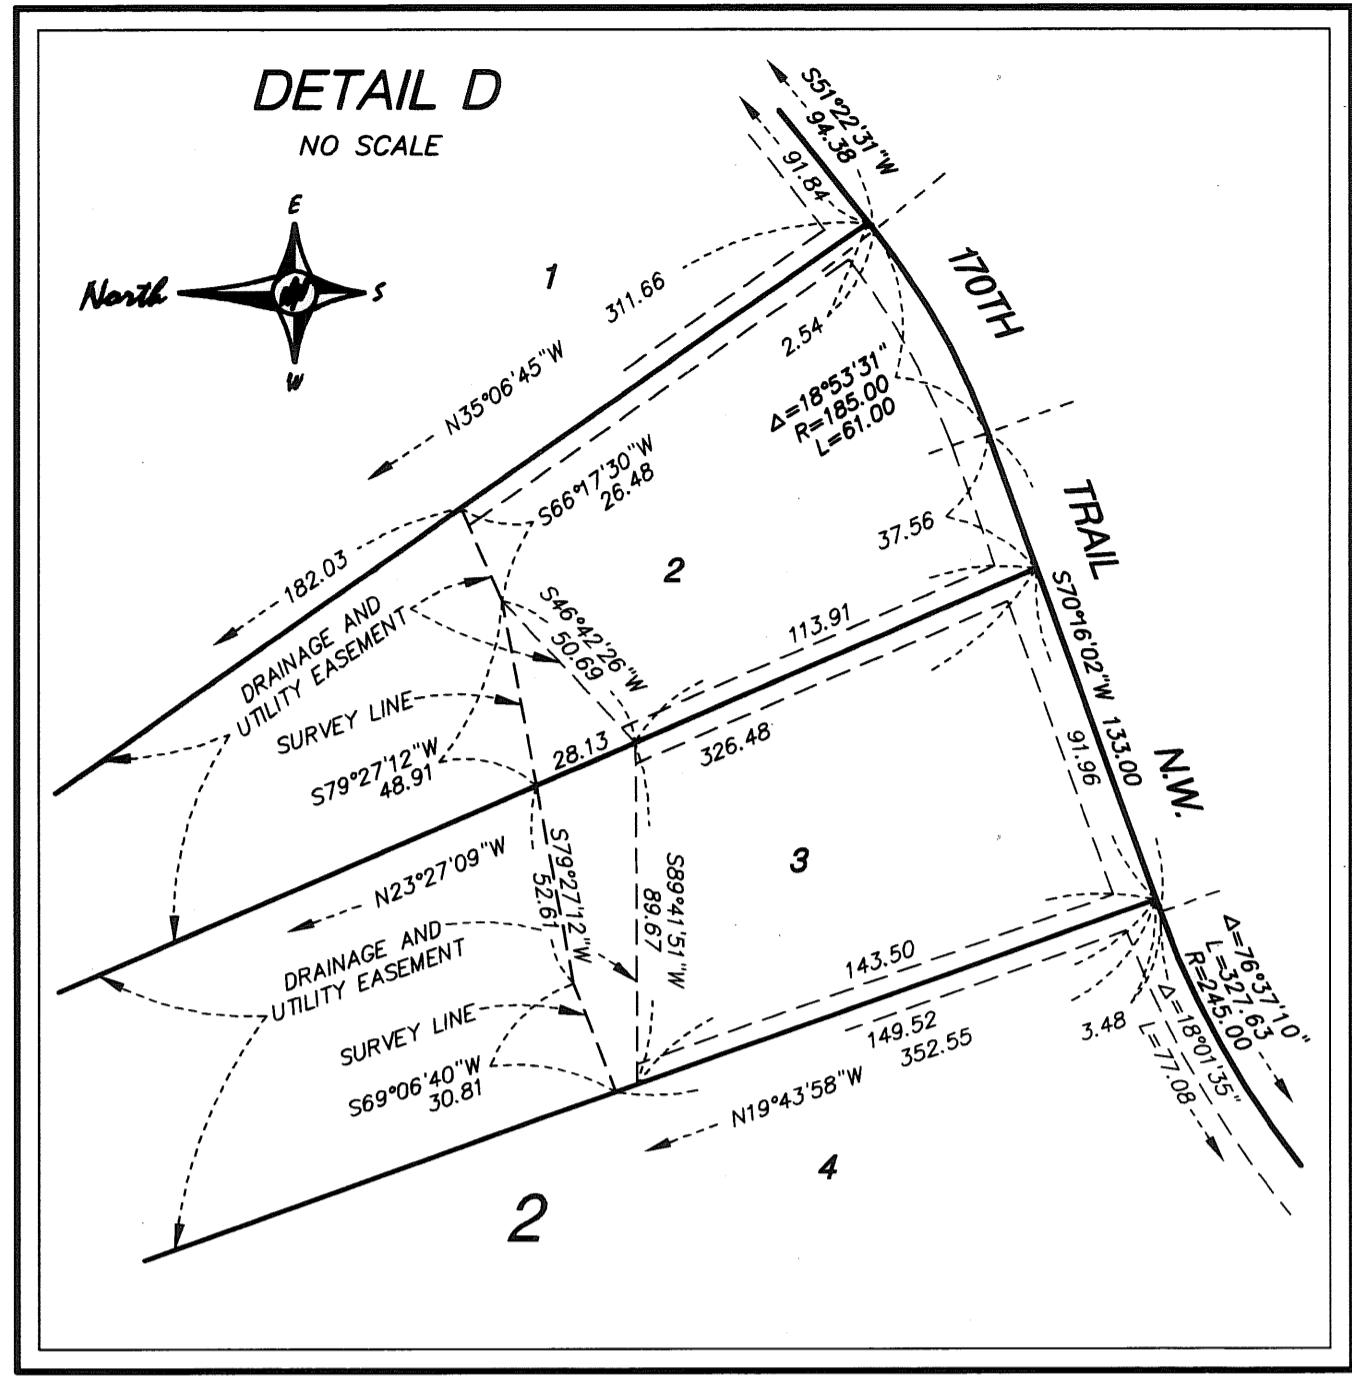 DETAIL D
NO SCALE
E
North
S
W
S51°22'31"W
94.38
91.84
1
311.66
N35°06'45"W
2.54
170TH
Δ=18°53'31"
R=185.00
L=61.00
S66°17'30"W
26.48
182.03
37.56
TRAIL
2
DRAINAGE AND
UTILITY EASEMENT
S46°42'26"W
50.69
113.91
S70°16'02"W 133.00
SURVEY LINE
28.13
326.48
91.96
N.W.
S79°27'12"W
48.91
N23°27'09"W
S79°27'12"W
52.61
S89°41'51"W
89.67
3
DRAINAGE AND
UTILITY EASEMENT
143.50
Δ=76°37'10"
L=327.63
R=245.00
SURVEY LINE
149.52
352.55
3.48
Δ=18°01'35"
L=77.08
S69°06'40"W
30.81
N19°43'58"W
4
2